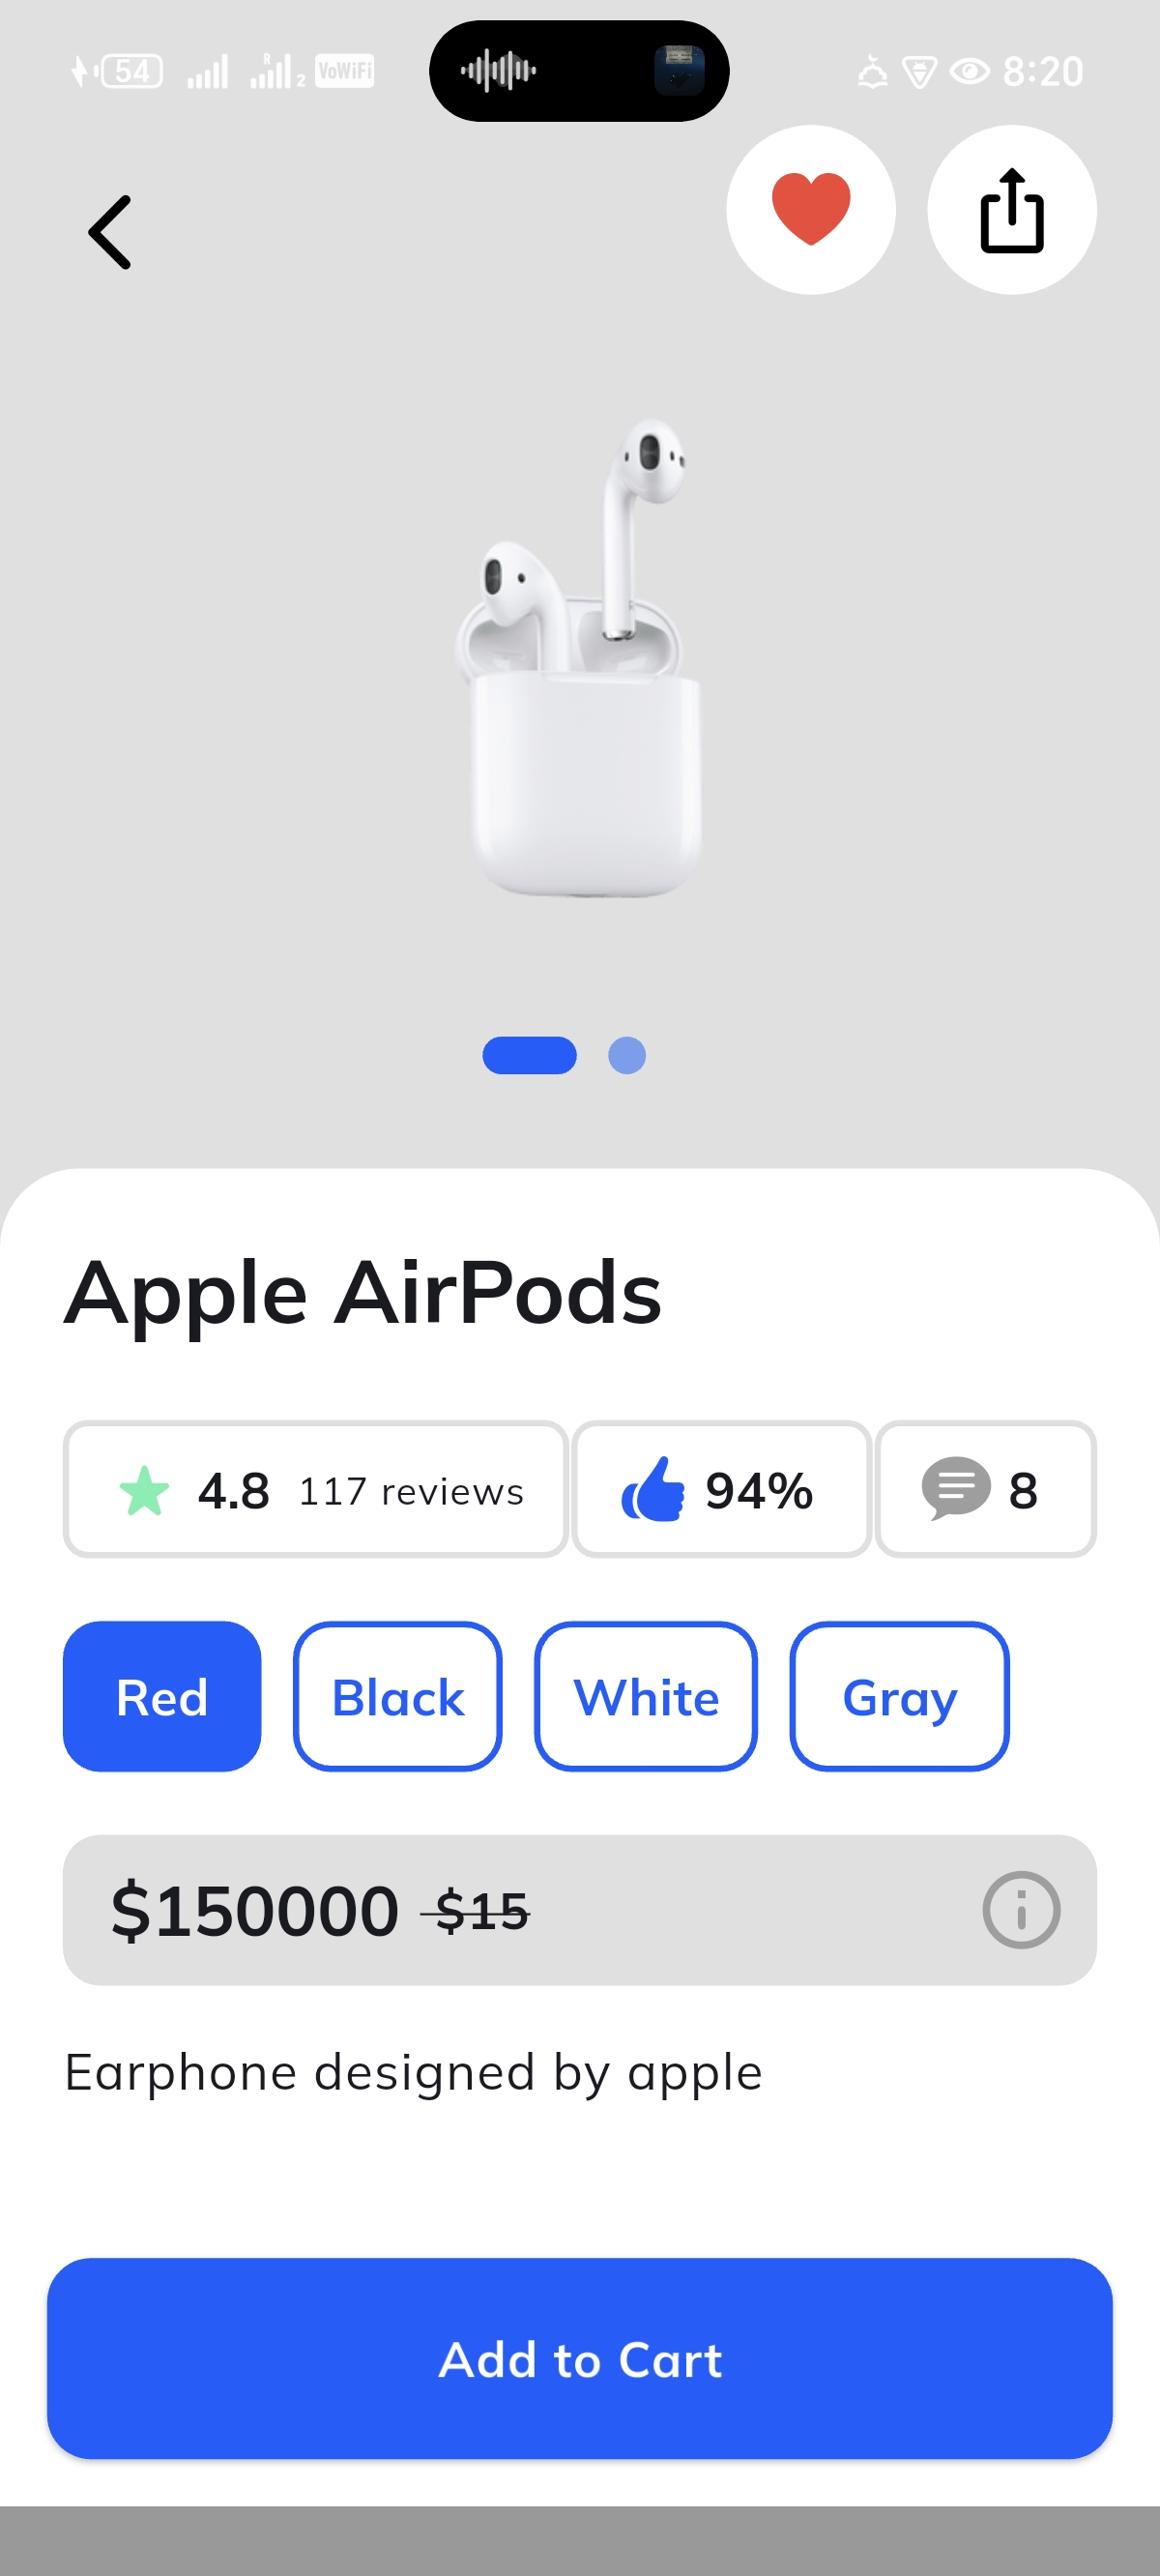 54 R 2 VoWiFi 8:20
Apple AirPods
4.8 117 reviews 94% 8
Red Black White Gray
$150000 $15
Earphone designed by apple
Add to Cart